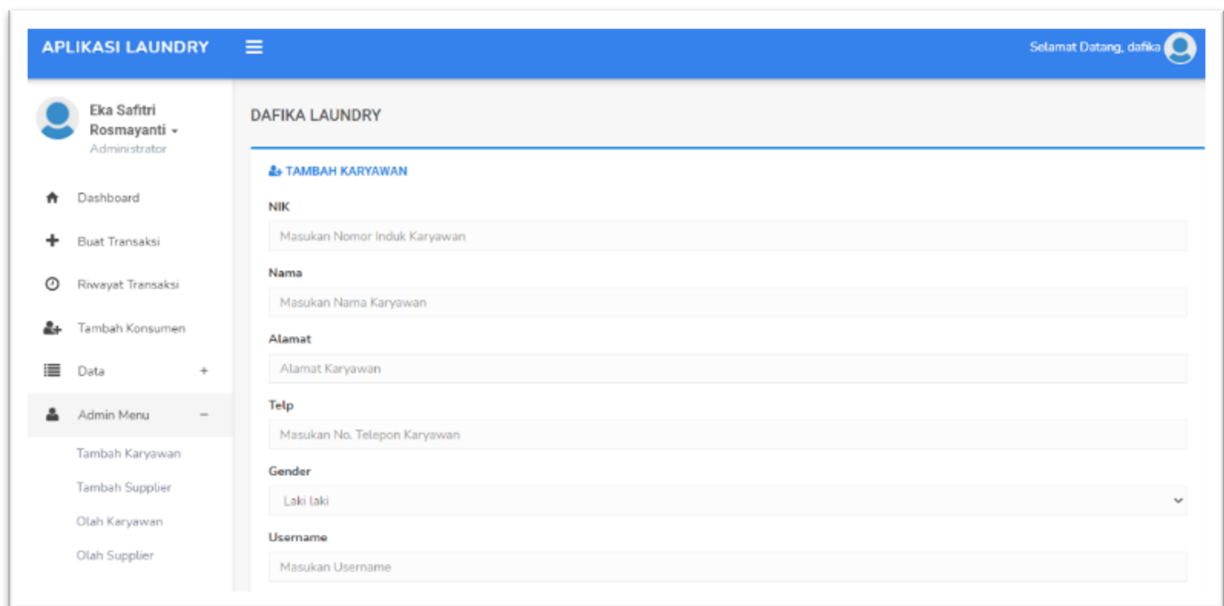 APLIKASI LAUNDRY
Selamat Datang, dafika
Eka Safitri
Rosmayanti
Administrator
Dashboard
Buat Transaksi
Riwayat Transaksi
Tambah Konsumen
Data +
Admin Menu −
Tambah Karyawan
Tambah Supplier
Olah Karyawan
Olah Supplier
DAFIKA LAUNDRY
TAMBAH KARYAWAN
NIK
Masukan Nomor Induk Karyawan
Nama
Masukan Nama Karyawan
Alamat
Alamat Karyawan
Telp
Masukan No. Telepon Karyawan
Gender
Laki laki
Username
Masukan Username